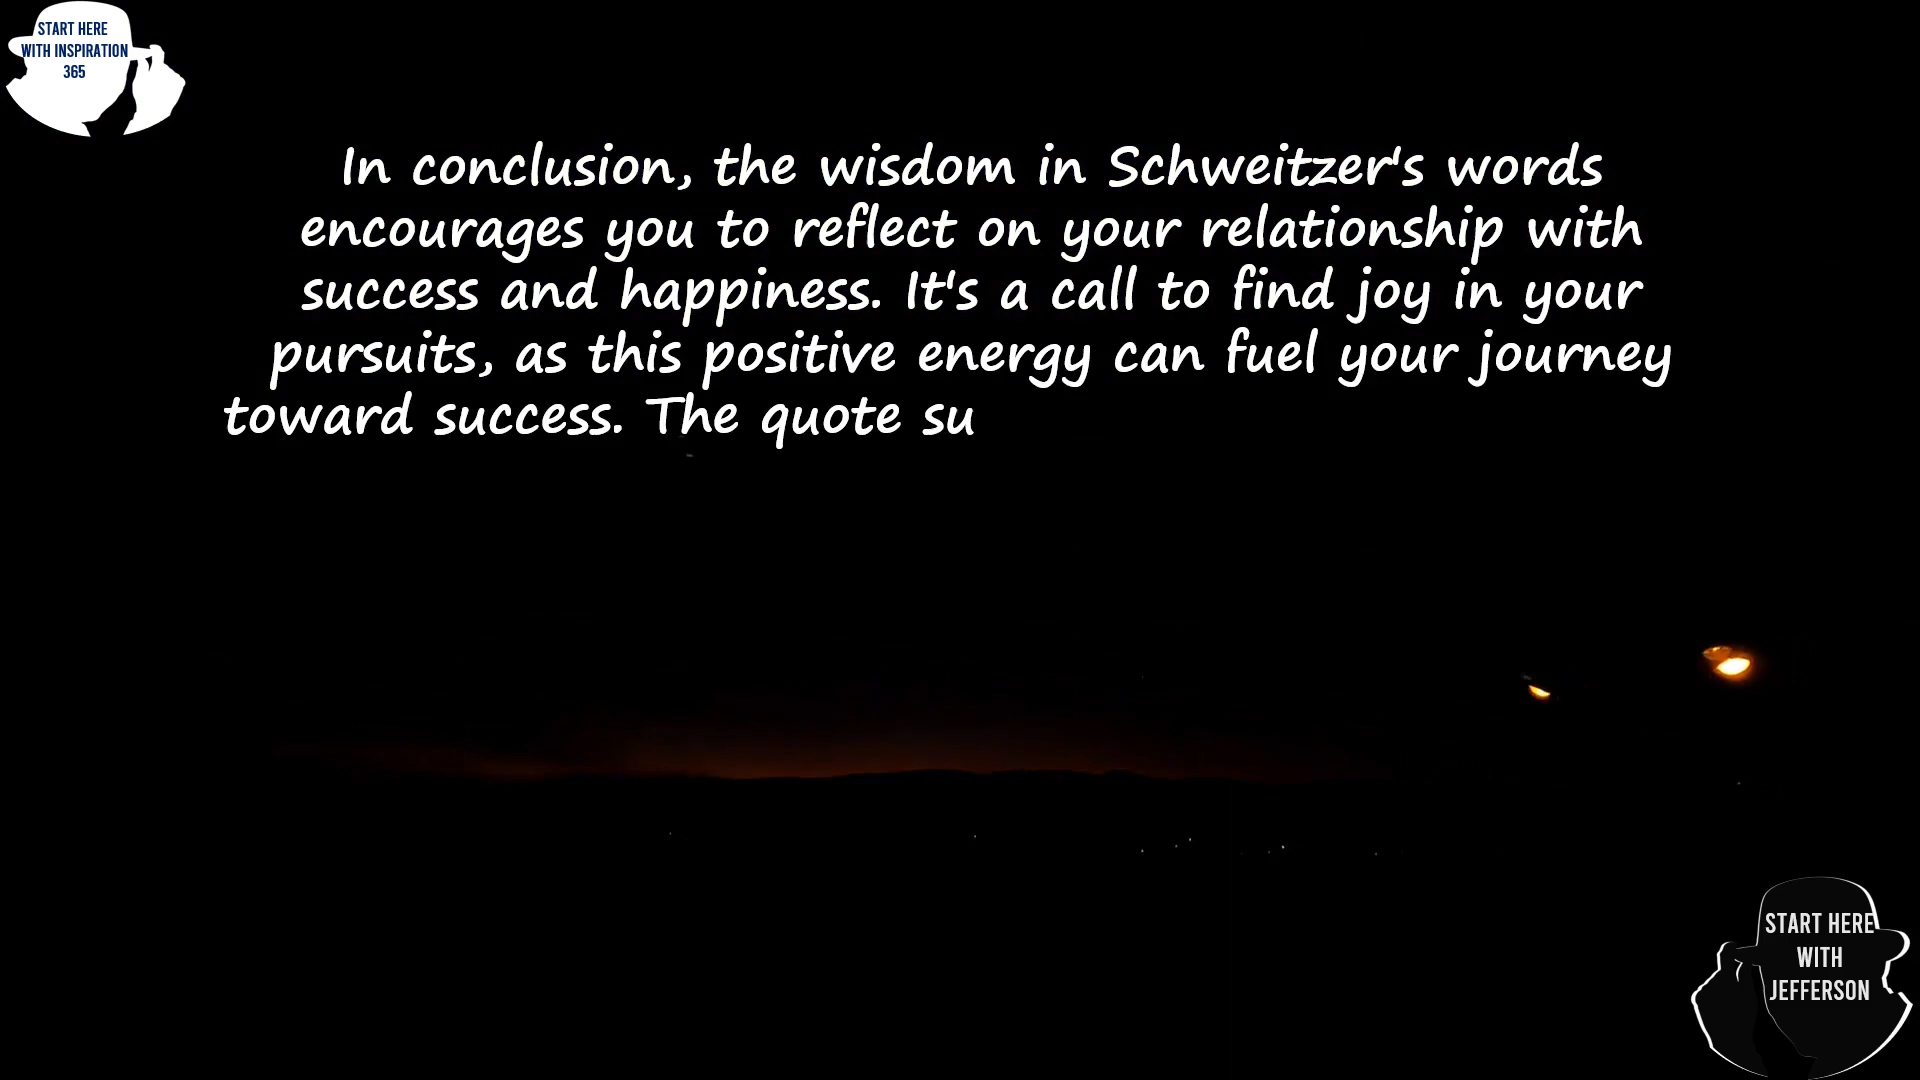 START HERE
WITH INSPIRATION
365
In conclusion, the wisdom in Schweitzer's words
encourages you to reflect on your relationship with
success and happiness. It's a call to find joy in your
pursuits, as this positive energy can fuel your journey
toward success. The quote su
START HERE
WITH
JEFFERSON